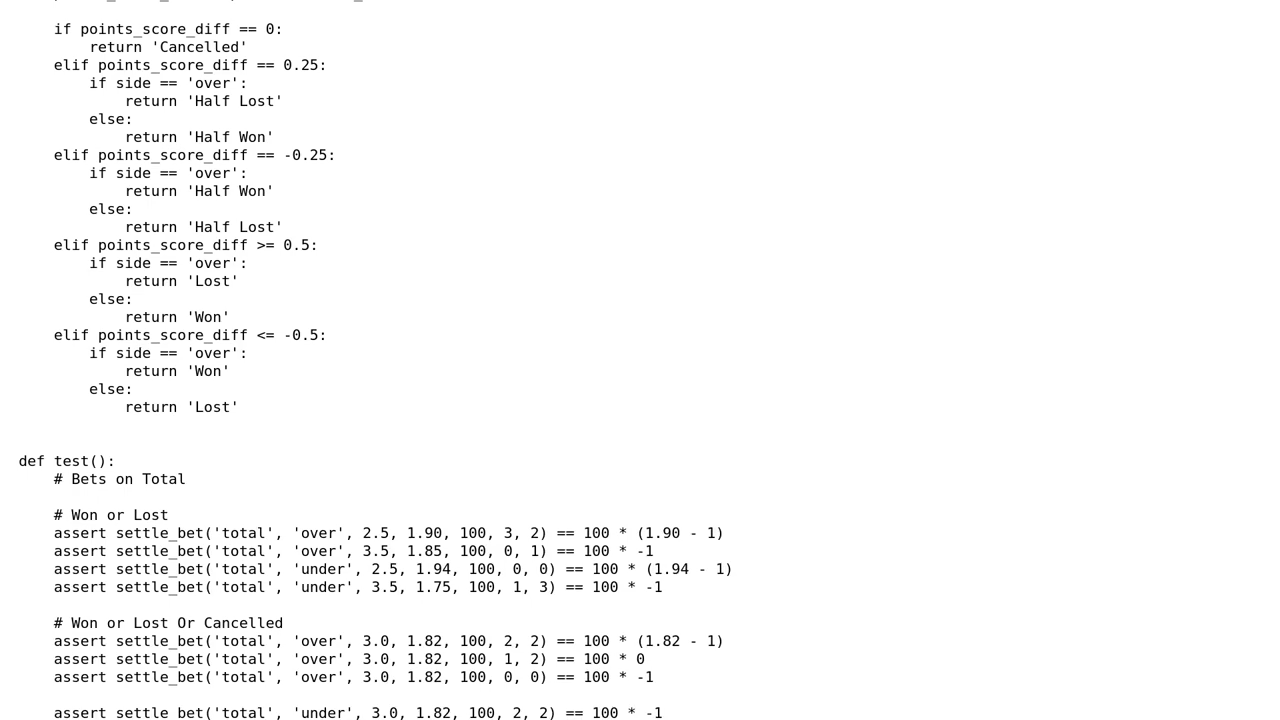 if points_score_diff == 0:
        return 'Cancelled'
    elif points_score_diff == 0.25:
        if side == 'over':
            return 'Half Lost'
        else:
            return 'Half Won'
    elif points_score_diff == -0.25:
        if side == 'over':
            return 'Half Won'
        else:
            return 'Half Lost'
    elif points_score_diff >= 0.5:
        if side == 'over':
            return 'Lost'
        else:
            return 'Won'
    elif points_score_diff <= -0.5:
        if side == 'over':
            return 'Won'
        else:
            return 'Lost'


def test():
    # Bets on Total

    # Won or Lost
    assert settle_bet('total', 'over', 2.5, 1.90, 100, 3, 2) == 100 * (1.90 - 1)
    assert settle_bet('total', 'over', 3.5, 1.85, 100, 0, 1) == 100 * -1
    assert settle_bet('total', 'under', 2.5, 1.94, 100, 0, 0) == 100 * (1.94 - 1)
    assert settle_bet('total', 'under', 3.5, 1.75, 100, 1, 3) == 100 * -1

    # Won or Lost Or Cancelled
    assert settle_bet('total', 'over', 3.0, 1.82, 100, 2, 2) == 100 * (1.82 - 1)
    assert settle_bet('total', 'over', 3.0, 1.82, 100, 1, 2) == 100 * 0
    assert settle_bet('total', 'over', 3.0, 1.82, 100, 0, 0) == 100 * -1

    assert settle_bet('total', 'under', 3.0, 1.82, 100, 2, 2) == 100 * -1